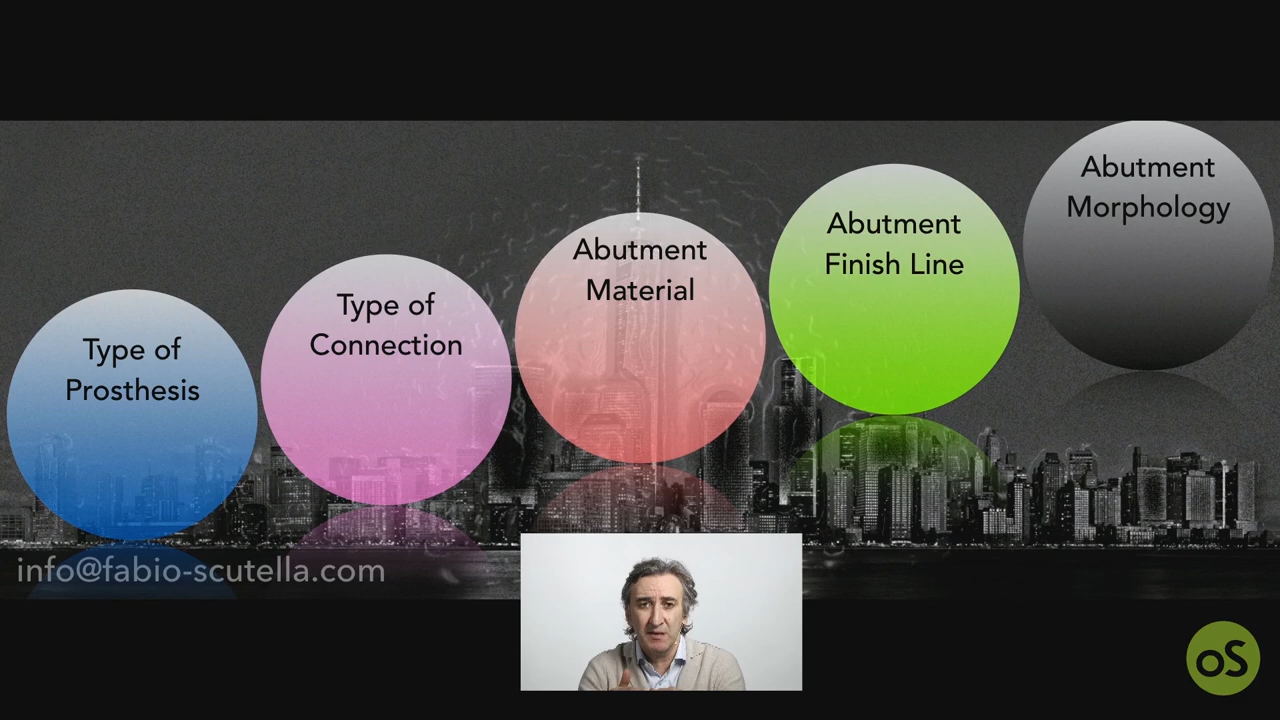 Type of
Prosthesis
Type of
Connection
Abutment
Material
Abutment
Finish Line
Abutment
Morphology
info@fabio-scutella.com
oS